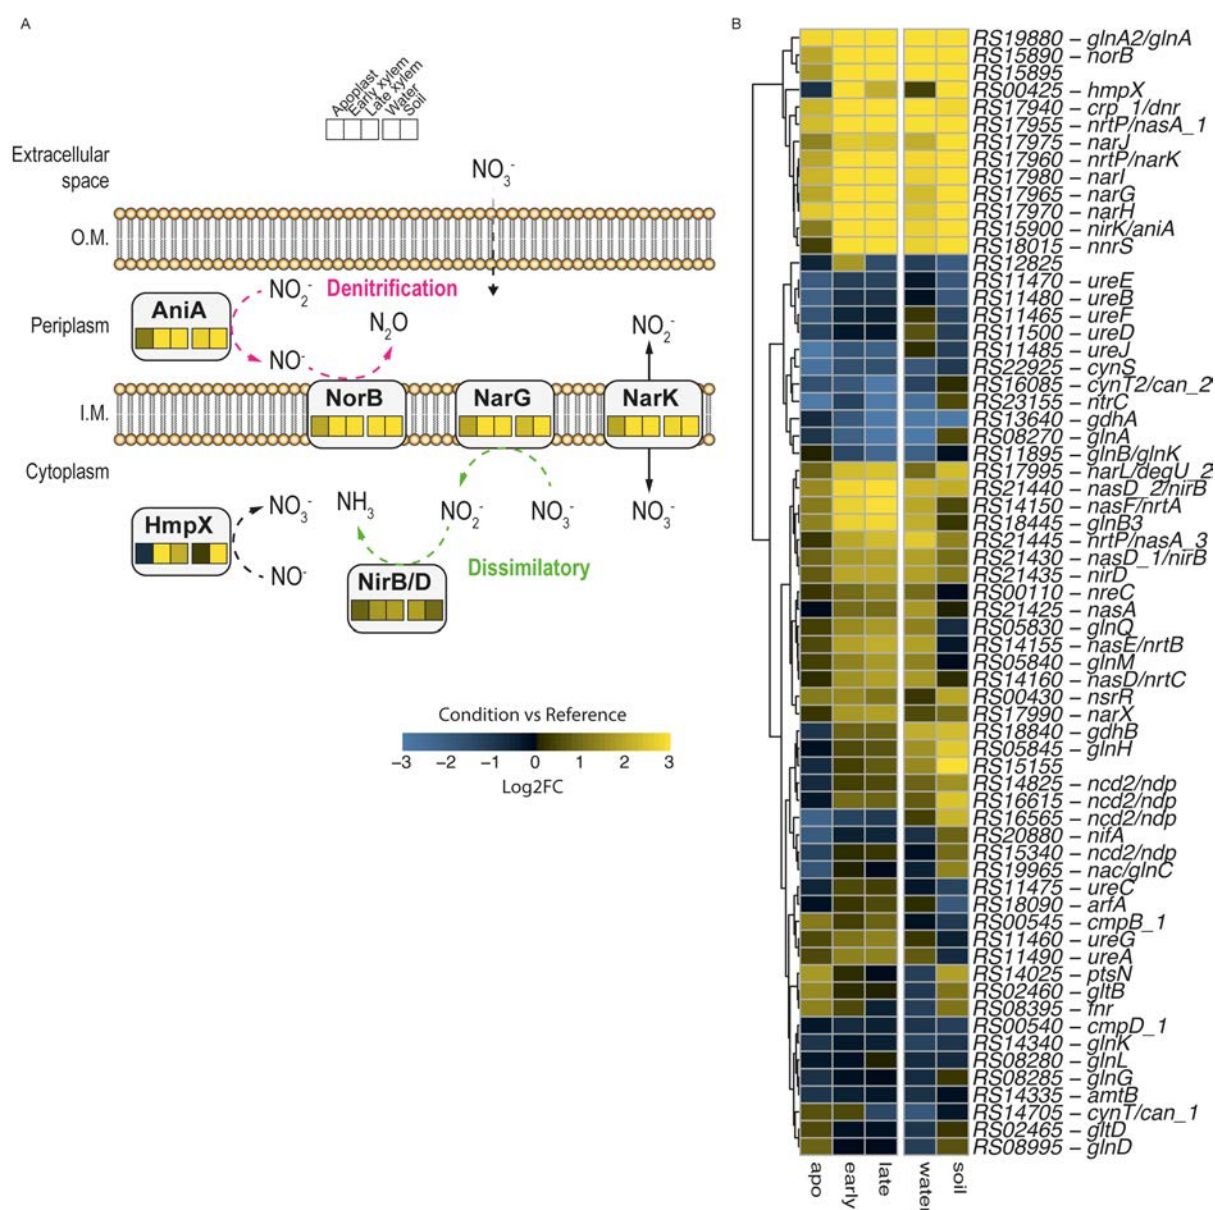 A
Apoplast
Early xylem
Late xylem
Water
Soil
Extracellular
space
NO3-
O.M.
NO2-
Denitrification
AniA
Periplasm
N2O
NO2-
NO-
NorB
NarG
NarK
I.M.
Cytoplasm
NO3-
NH3
NO2-
NO3-
NO3-
HmpX
NO-
Dissimilatory
NirB/D
Condition vs Reference
−3 −2 −1 0 1 2 3
Log2FC
B
RS19880 – glnA2/glnA
RS15890 – norB
RS15895
RS00425 – hmpX
RS17940 – crp_1/dnr
RS17955 – nrtP/nasA_1
RS17975 – narJ
RS17960 – nrtP/narK
RS17980 – narI
RS17965 – narG
RS17970 – narH
RS15900 – nirK/aniA
RS18015 – nnrS
RS12825
RS11470 – ureE
RS11480 – ureB
RS11465 – ureF
RS11500 – ureD
RS11485 – ureJ
RS22925 – cynS
RS16085 – cynT2/can_2
RS23155 – ntrC
RS13640 – gdhA
RS08270 – glnA
RS11895 – glnB/glnK
RS17995 – narL/degU_2
RS21440 – nasD_2/nirB
RS14150 – nasF/nrtA
RS18445 – glnB3
RS21445 – nrtP/nasA_3
RS21430 – nasD_1/nirB
RS21435 – nirD
RS00110 – nreC
RS21425 – nasA
RS05830 – glnQ
RS14155 – nasE/nrtB
RS05840 – glnM
RS14160 – nasD/nrtC
RS00430 – nsrR
RS17990 – narX
RS18840 – gdhB
RS05845 – glnH
RS15155
RS14825 – ncd2/ndp
RS16615 – ncd2/ndp
RS16565 – ncd2/ndp
RS20880 – nifA
RS15340 – ncd2/ndp
RS19965 – nac/glnC
RS11475 – ureC
RS18090 – arfA
RS00545 – cmpB_1
RS11460 – ureG
RS11490 – ureA
RS14025 – ptsN
RS02460 – gltB
RS08395 – fnr
RS00540 – cmpD_1
RS14340 – glnK
RS08280 – glnL
RS08285 – glnG
RS14335 – amtB
RS14705 – cynT/can_1
RS02465 – gltD
RS08995 – glnD
apo
early
late
water
soil